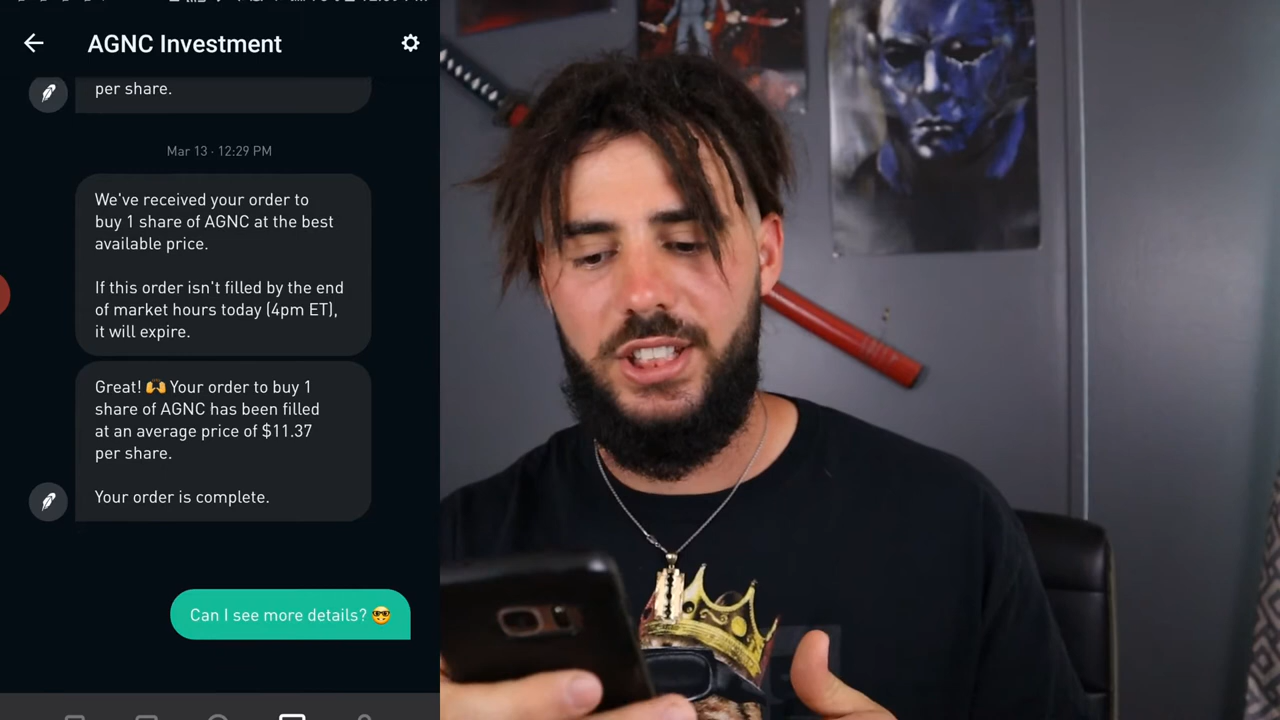 AGNC Investment
per share.
Mar 13 · 12:29 PM
We've received your order to
buy 1 share of AGNC at the best
available price.
If this order isn't filled by the end
of market hours today (4pm ET),
it will expire.
Great! 🙌 Your order to buy 1
share of AGNC has been filled
at an average price of $11.37
per share.
Your order is complete.
Can I see more details? 🤓